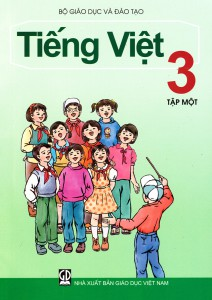 BỘ GIÁO DỤC VÀ ĐÀO TẠO
Tiếng Việt 3
TẬP MỘT
NHÀ XUẤT BẢN GIÁO DỤC VIỆT NAM